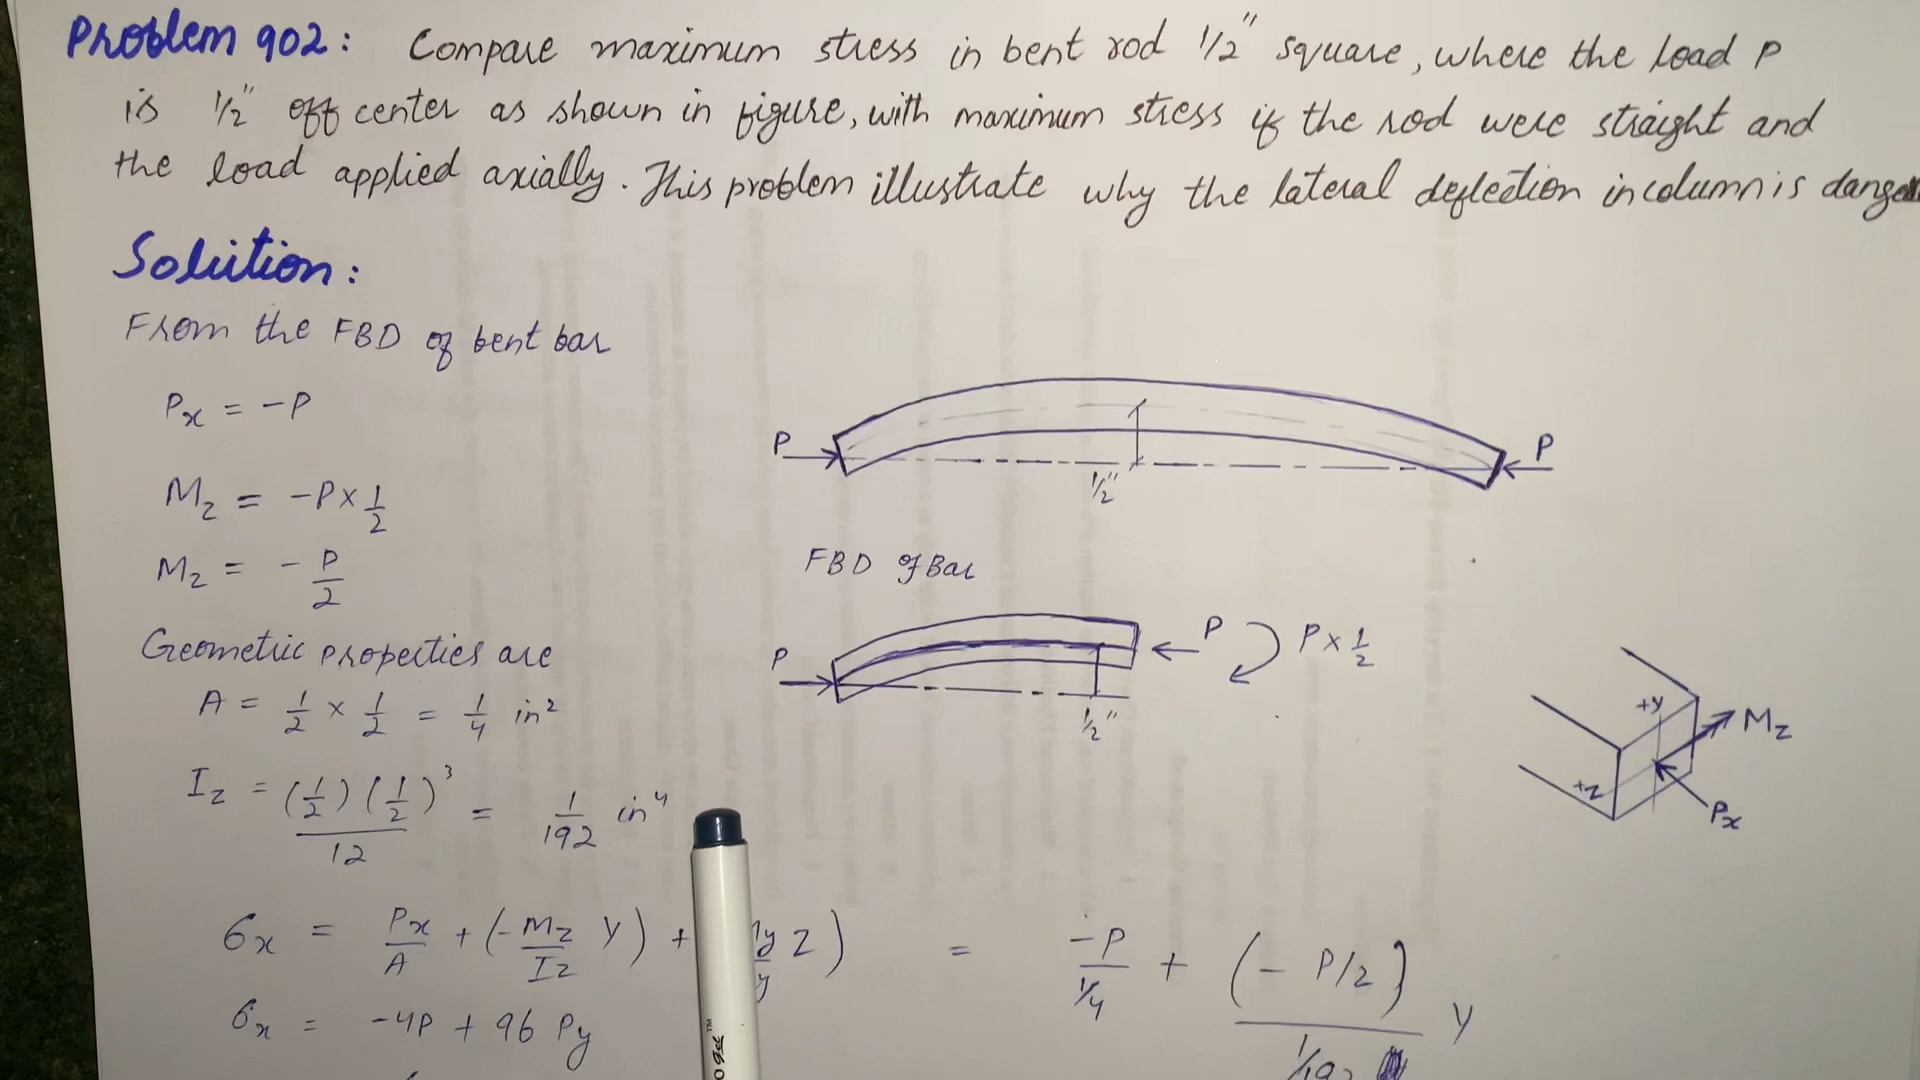 Problem 902: Compare maximum stress in bent rod 1/2" square, where the load P
is 1/2" off center as shown in figure, with maximum stress if the rod were straight and
the load applied axially. This problem illustrate why the lateral deflection in column is
Solution:
From the FBD of bent bar
Px = -P
Mz = -P x 1/2
Mz = - P/2
Geometric properties are
A = 1/2 x 1/2 = 1/4 in²
Iz = (1/2)(1/2)³/12 = 1/192 in⁴
6x = Px/A + (-Mz/Iz Y) + z) = -P/1/4 + (- P/2)/ Y
6x = -4P + 96 Py
P
P
1/2"
FBD of Bar
P
P
P x 1/2
1/2"
+y
Mz
+z
Px